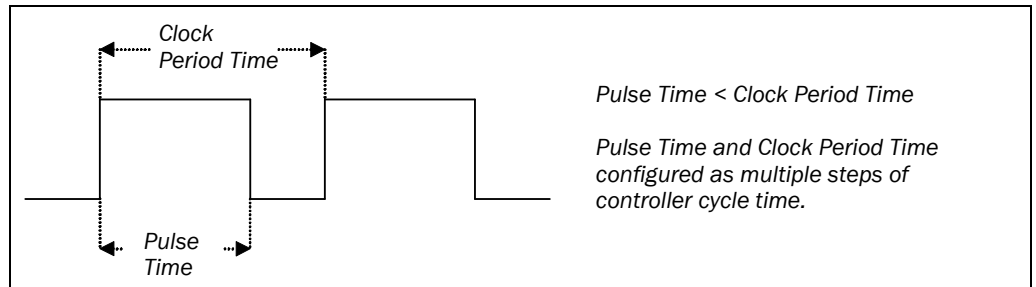 Clock
Period Time
Pulse Time < Clock Period Time
Pulse Time and Clock Period Time
configured as multiple steps of
controller cycle time.
Pulse
Time